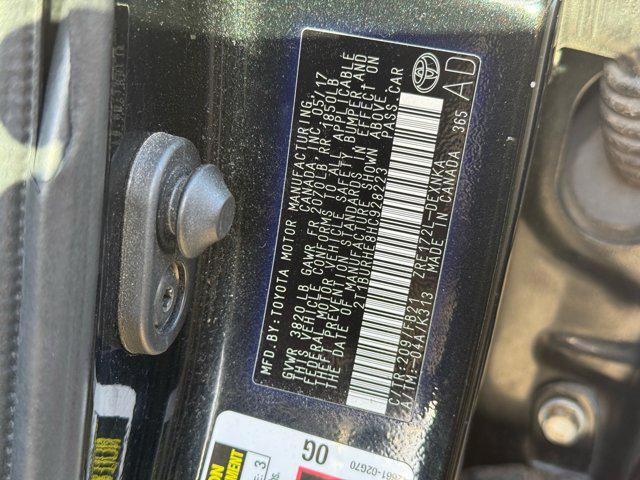 MFD.BY:TOYOTA MOTOR MANUFACTURING,
CANADA, INC. 05/17
GVWR 3820LB GAWR FR 2020LB RR 1850LB
THIS VEHICLE CONFORMS TO ALL APPLICABLE
FEDERAL MOTOR VEHICLE SAFETY, BUMPER, AND
THEFT PREVENTION STANDARDS IN EFFECT ON
THE DATE OF MANUFACTURE SHOWN ABOVE.
2T1BURHE8HC928223 PASS.CAR
C/TR:209/FB21 ZRE172L-DEXNKA
A/TM:-04A/K313 MADE IN CANADA 365
AD
0G